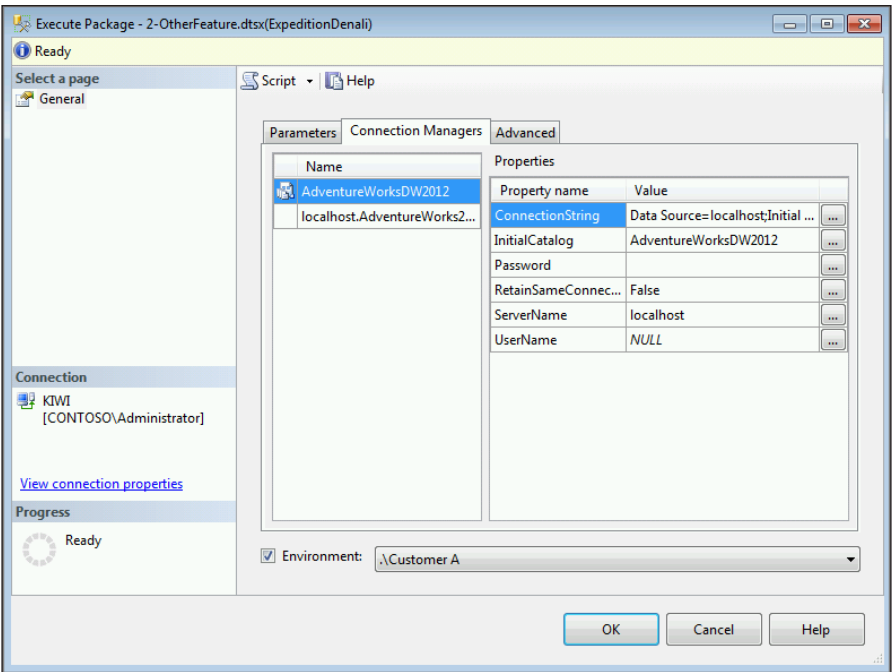 Execute Package - 2-OtherFeature.dtsx(ExpeditionDenali)
Ready
Select a page
General
Script Help
Parameters Connection Managers Advanced
Name
AdventureWorksDW2012
localhost.AdventureWorks2...
Properties
Property name Value
ConnectionString Data Source=localhost;Initial ... ...
InitialCatalog AdventureWorksDW2012 ...
Password ...
RetainSameConnec... False ...
ServerName localhost ...
UserName NULL ...
Connection
KIWI
[CONTOSO\Administrator]
View connection properties
Progress
Ready
Environment: .\Customer A
OK Cancel Help